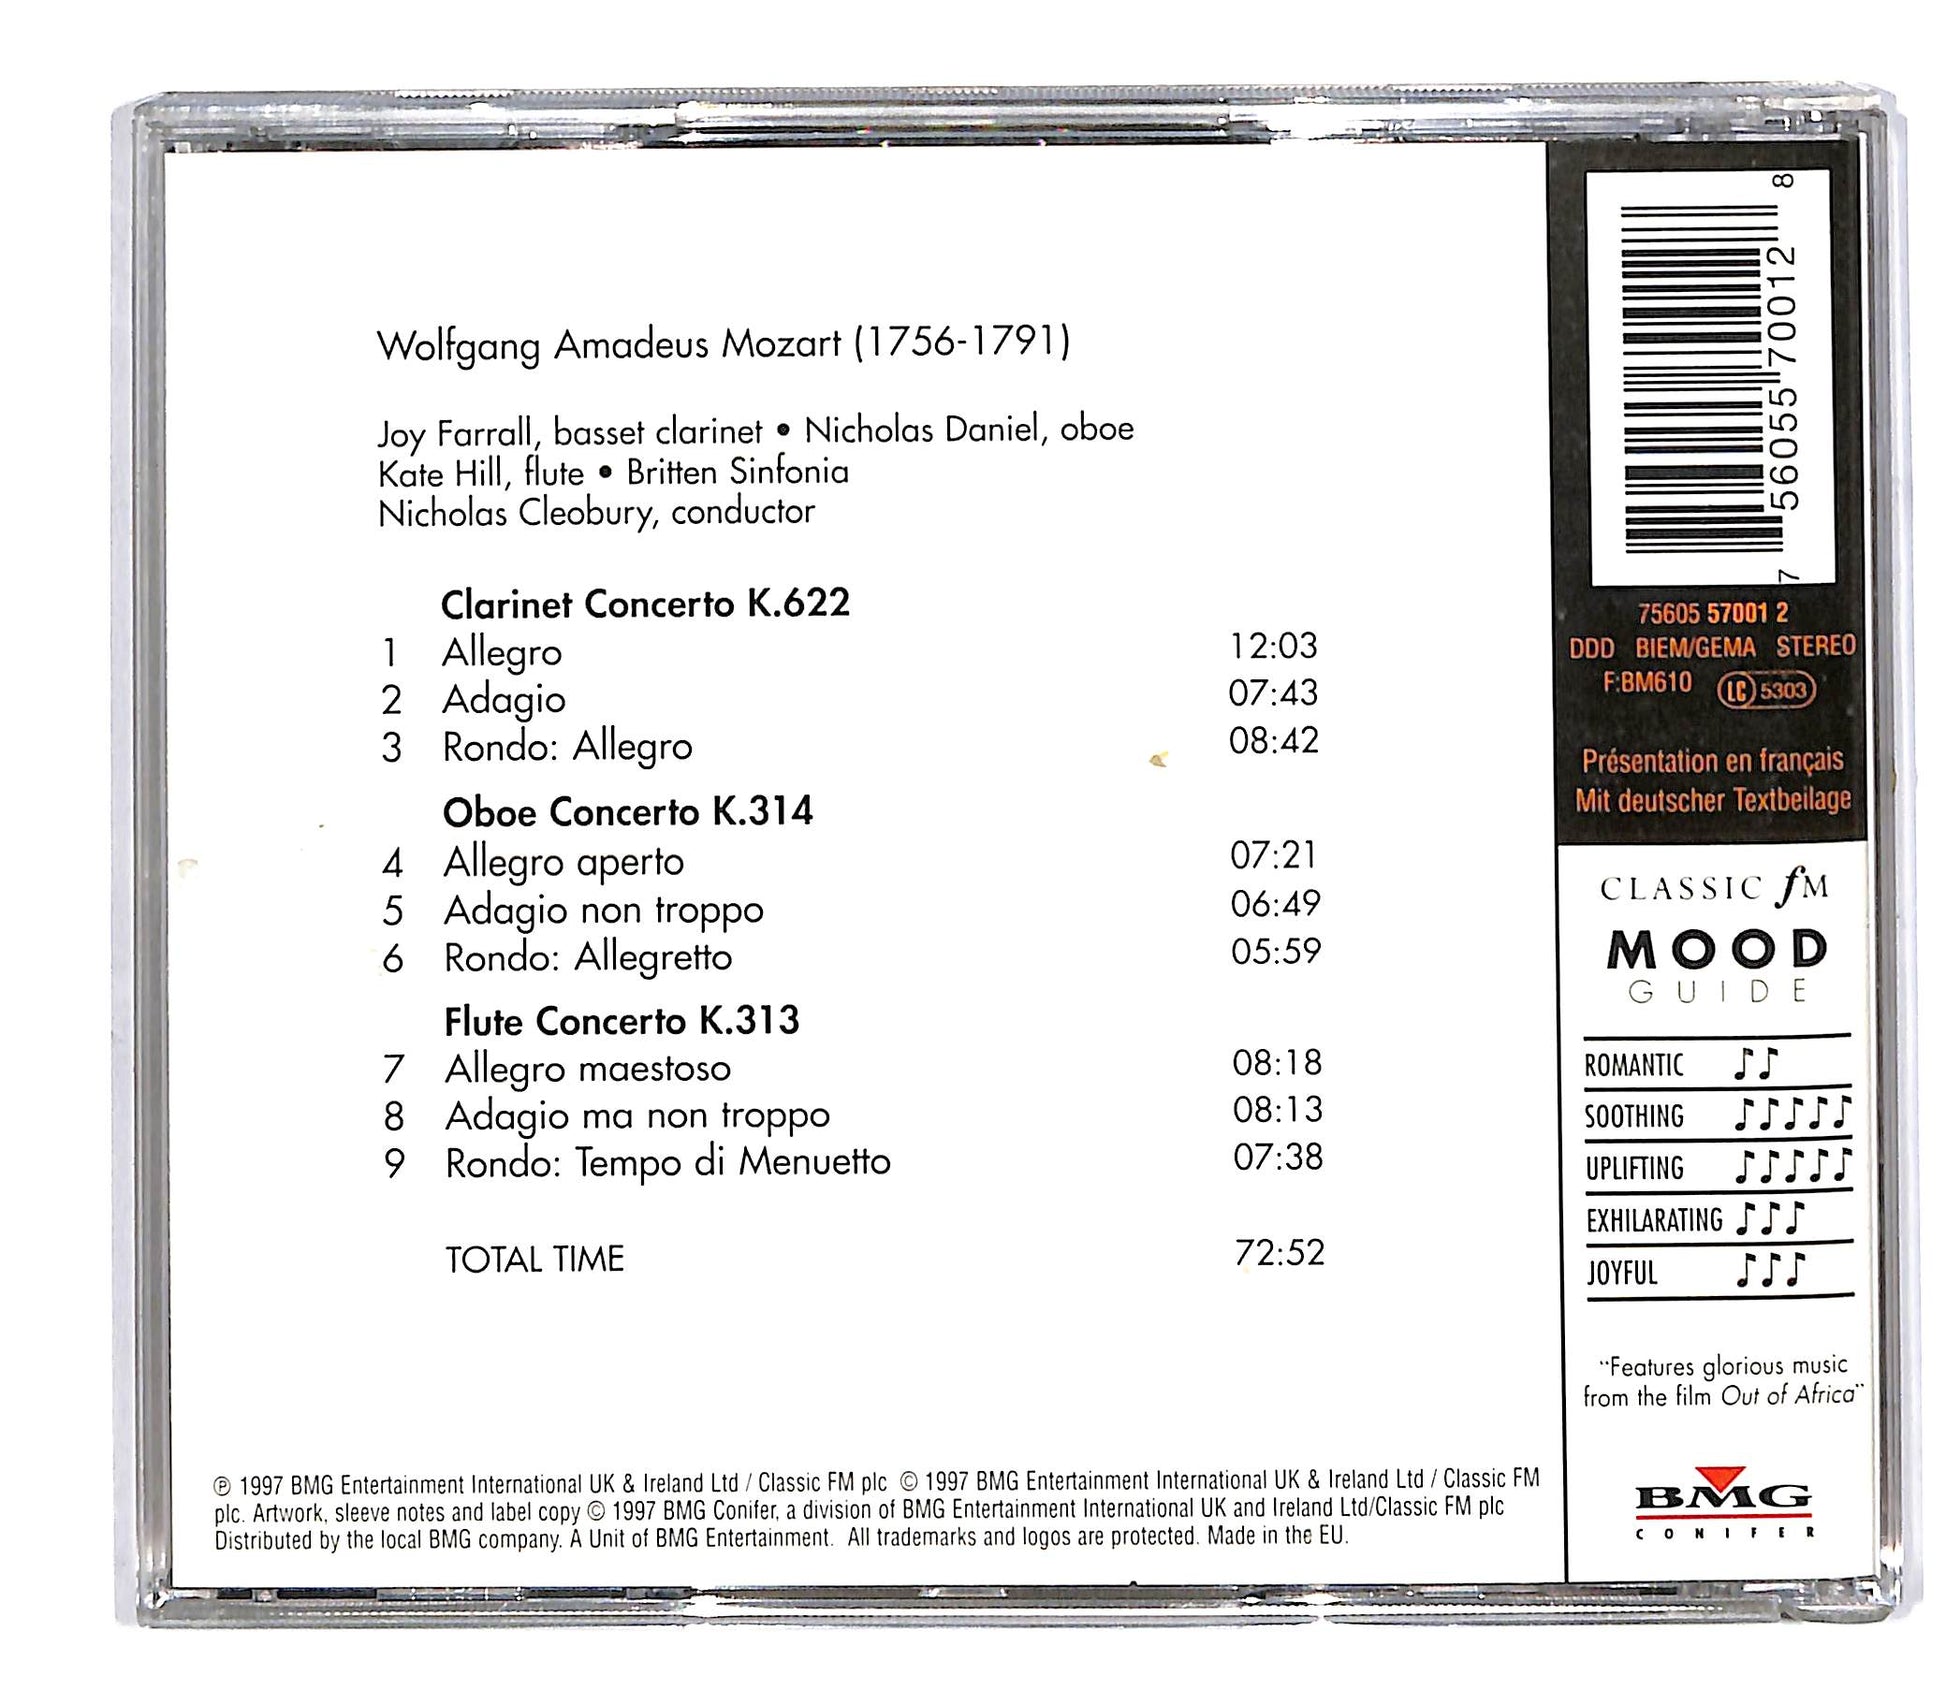 Wolfgang Amadeus Mozart (1756-1791)
Joy Farrall, basset clarinet • Nicholas Daniel, oboe
Kate Hill, flute • Britten Sinfonia
Nicholas Cleobury, conductor
Clarinet Concerto K.622
1 Allegro 12:03
2 Adagio 07:43
3 Rondo: Allegro 08:42
Oboe Concerto K.314
4 Allegro aperto 07:21
5 Adagio non troppo 06:49
6 Rondo: Allegretto 05:59
Flute Concerto K.313
7 Allegro maestoso 08:18
8 Adagio ma non troppo 08:13
9 Rondo: Tempo di Menuetto 07:38
TOTAL TIME 72:52
℗ 1997 BMG Entertainment International UK & Ireland Ltd / Classic FM plc © 1997 BMG Entertainment International UK & Ireland Ltd / Classic FM
plc. Artwork, sleeve notes and label copy © 1997 BMG Conifer, a division of BMG Entertainment International UK and Ireland Ltd/Classic FM plc
Distributed by the local BMG company. A Unit of BMG Entertainment. All trademarks and logos are protected. Made in the EU.
7 56055 70012 8
75605 57001 2
DDD BIEM/GEMA STEREO
F:BM610 LC 5303
Présentation en français
Mit deutscher Textbeilage
CLASSIC fM
MOOD
GUIDE
ROMANTIC ♪♪
SOOTHING ♪♪♪♪♪
UPLIFTING ♪♪♪♪♪
EXHILARATING ♪♪♪
JOYFUL ♪♪♪
"Features glorious music
from the film Out of Africa"
BMG
CONIFER